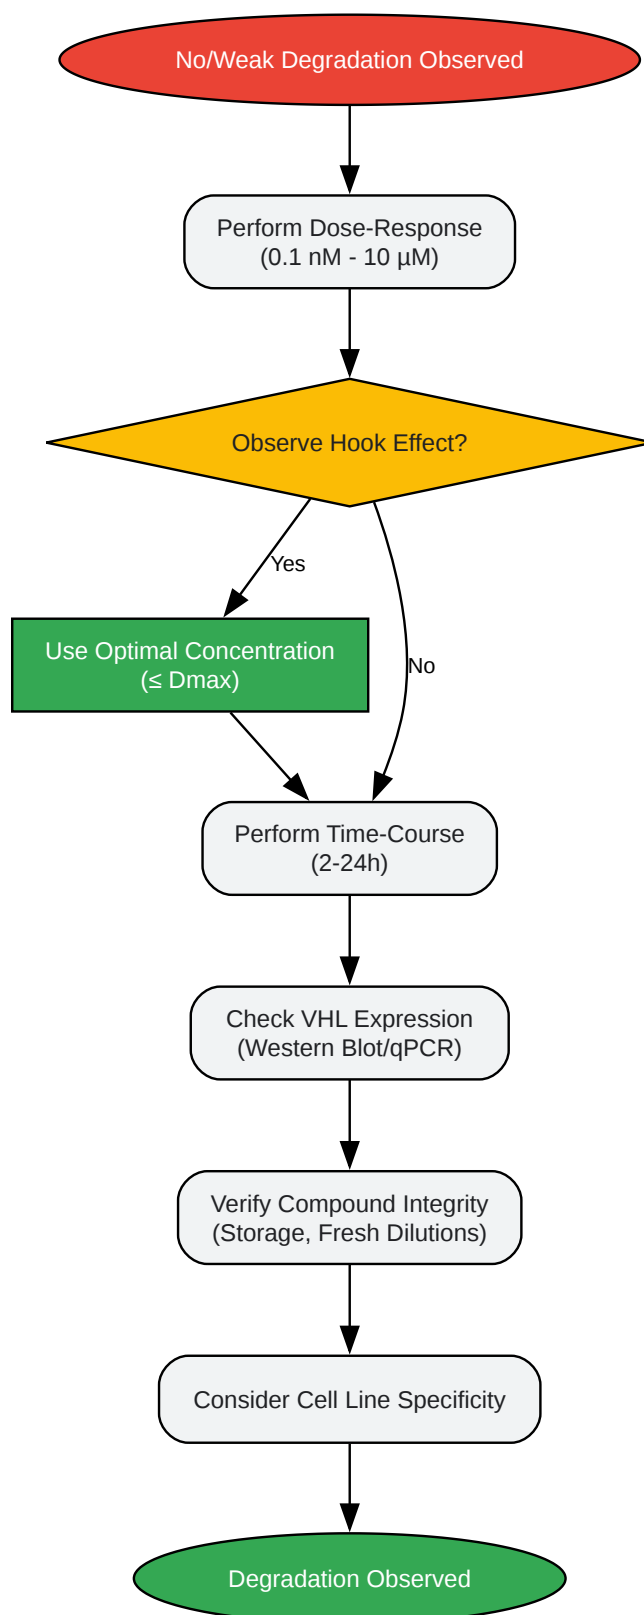 No/Weak Degradation Observed
Perform Dose-Response
(0.1 nM - 10 µM)
Observe Hook Effect?
Yes
Use Optimal Concentration
(≤ Dmax)
No
Perform Time-Course
(2-24h)
Check VHL Expression
(Western Blot/qPCR)
Verify Compound Integrity
(Storage, Fresh Dilutions)
Consider Cell Line Specificity
Degradation Observed